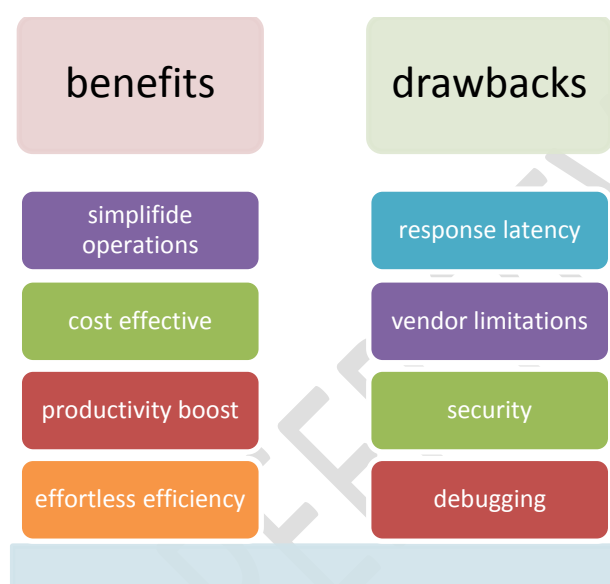 benefits
simplifide
operations
cost effective
productivity boost
effortless efficiency
drawbacks
response latency
vendor limitations
security
debugging